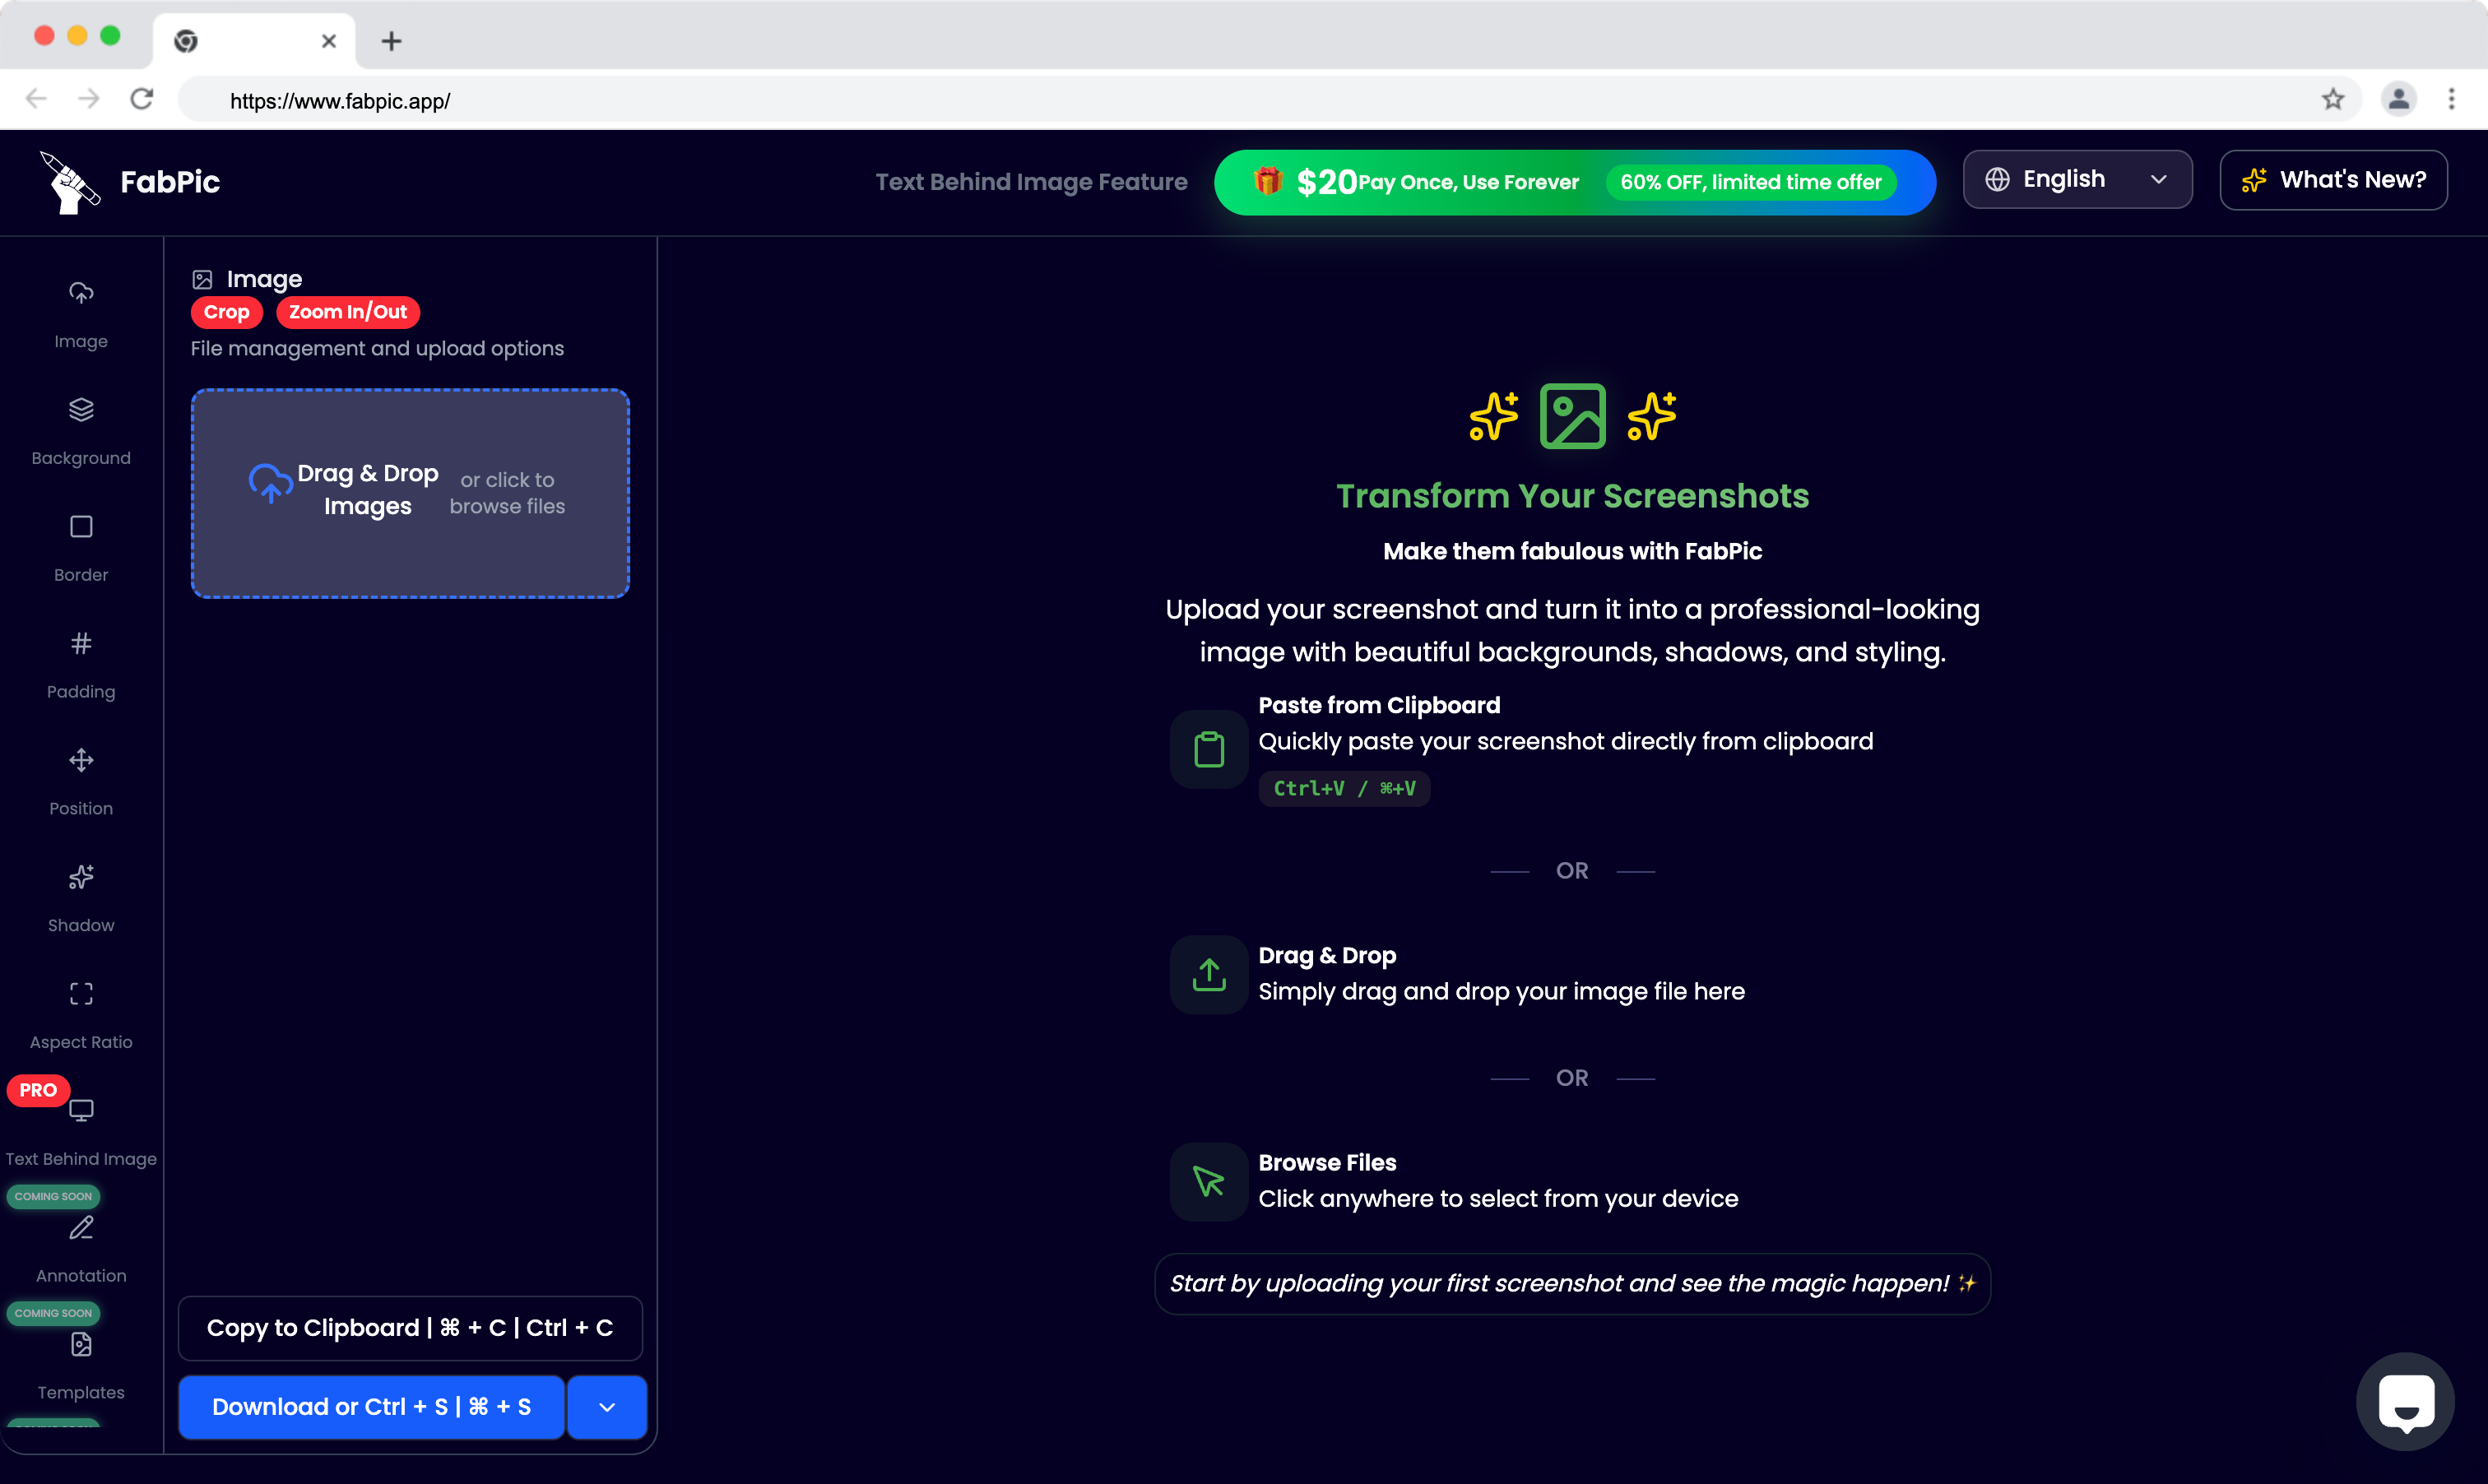 https://www.fabpic.app/
FabPic
Text Behind Image Feature
$20 Pay Once, Use Forever
60% OFF, limited time offer
English
What's New?
Image
Background
Border
Padding
Position
Shadow
Aspect Ratio
PRO
Text Behind Image
COMING SOON
Annotation
COMING SOON
Templates
Image
Crop
Zoom In/Out
File management and upload options
Drag & Drop
Images
or click to
browse files
Copy to Clipboard | ⌘ + C | Ctrl + C
Download or Ctrl + S | ⌘ + S
Transform Your Screenshots
Make them fabulous with FabPic
Upload your screenshot and turn it into a professional-looking
image with beautiful backgrounds, shadows, and styling.
Paste from Clipboard
Quickly paste your screenshot directly from clipboard
Ctrl+V / ⌘+V
OR
Drag & Drop
Simply drag and drop your image file here
OR
Browse Files
Click anywhere to select from your device
Start by uploading your first screenshot and see the magic happen! ✨